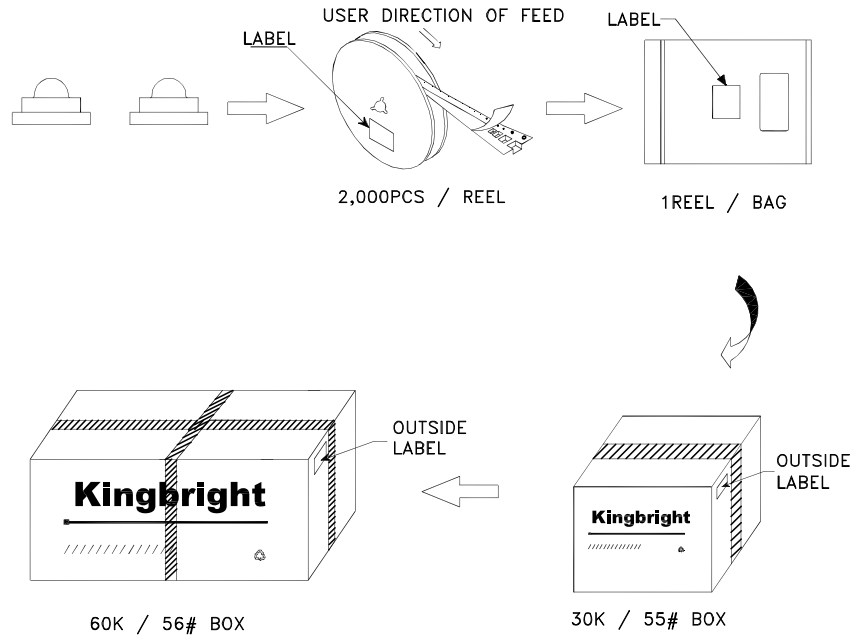 USER DIRECTION OF FEED
LABEL
LABEL
2,000PCS / REEL
1REEL / BAG
OUTSIDE
LABEL
Kingbright
60K / 56# BOX
OUTSIDE
LABEL
Kingbright
30K / 55# BOX